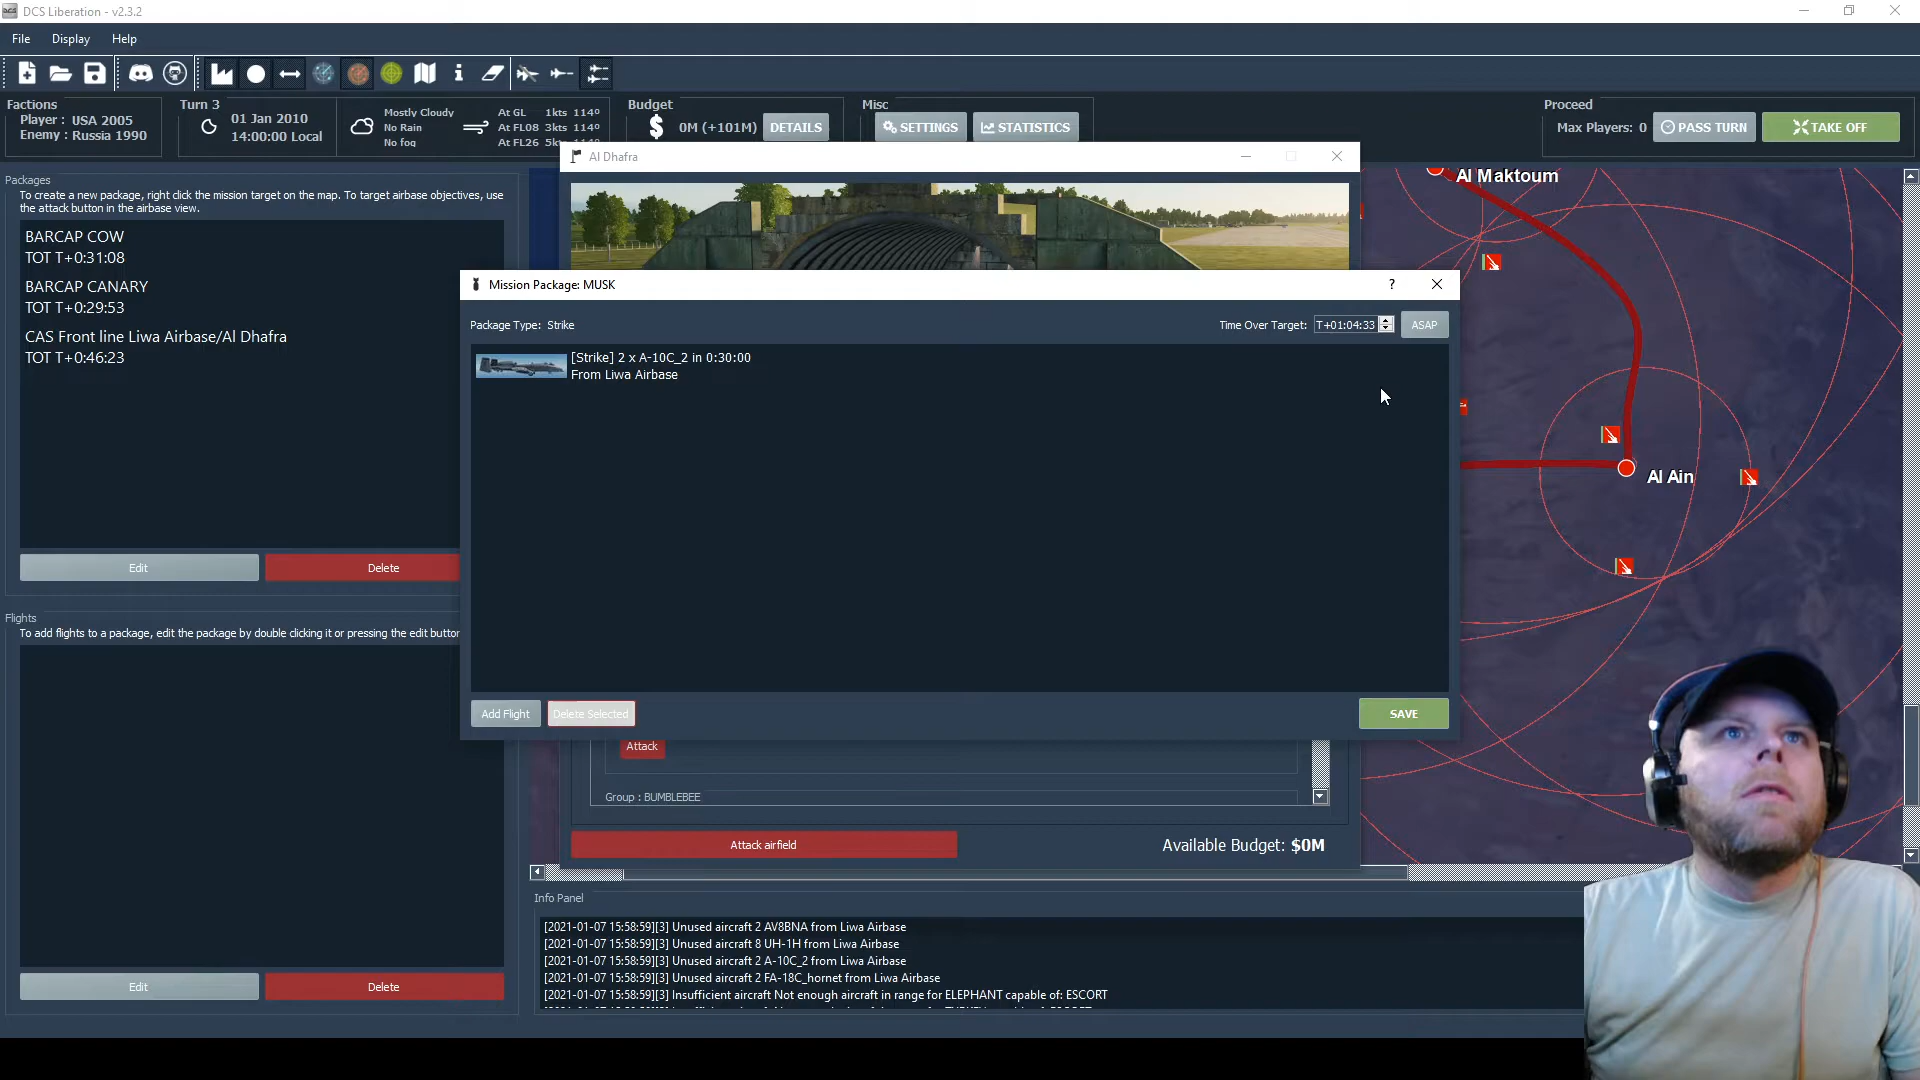 DCS Liberation - v2.3.2
File Display Help
Factions
Player : USA 2005
Enemy : Russia 1990
Turn 3
01 Jan 2010
14:00:00 Local
Mostly Cloudy
No Rain
No fog
At GL 1kts 114º
At FL08 3kts 114º
At FL26 5kts 114º
Budget
$ 0M (+101M) DETAILS
Misc
SETTINGS STATISTICS
Proceed
Max Players: 0 PASS TURN TAKE OFF
Packages
To create a new package, right click the mission target on the map. To target airbase objectives, use
the attack button in the airbase view.
BARCAP COW
TOT T+0:31:08
BARCAP CANARY
TOT T+0:29:53
CAS Front line Liwa Airbase/Al Dhafra
TOT T+0:46:23
Edit Delete
Flights
To add flights to a package, edit the package by double clicking it or pressing the edit button
Edit Delete
Al Dhafra
Mission Package: MUSK
?
Package Type: Strike
Time Over Target: T+01:04:33 ASAP
[Strike] 2 x A-10C_2 in 0:30:00
From Liwa Airbase
Add Flight Delete Selected SAVE
Attack
Group : BUMBLEBEE
Attack airfield
Available Budget: $0M
Al Maktoum
Al Ain
Info Panel
[2021-01-07 15:58:59][3] Unused aircraft 2 AV8BNA from Liwa Airbase
[2021-01-07 15:58:59][3] Unused aircraft 8 UH-1H from Liwa Airbase
[2021-01-07 15:58:59][3] Unused aircraft 2 A-10C_2 from Liwa Airbase
[2021-01-07 15:58:59][3] Unused aircraft 2 FA-18C_hornet from Liwa Airbase
[2021-01-07 15:58:59][3] Insufficient aircraft Not enough aircraft in range for ELEPHANT capable of: ESCORT